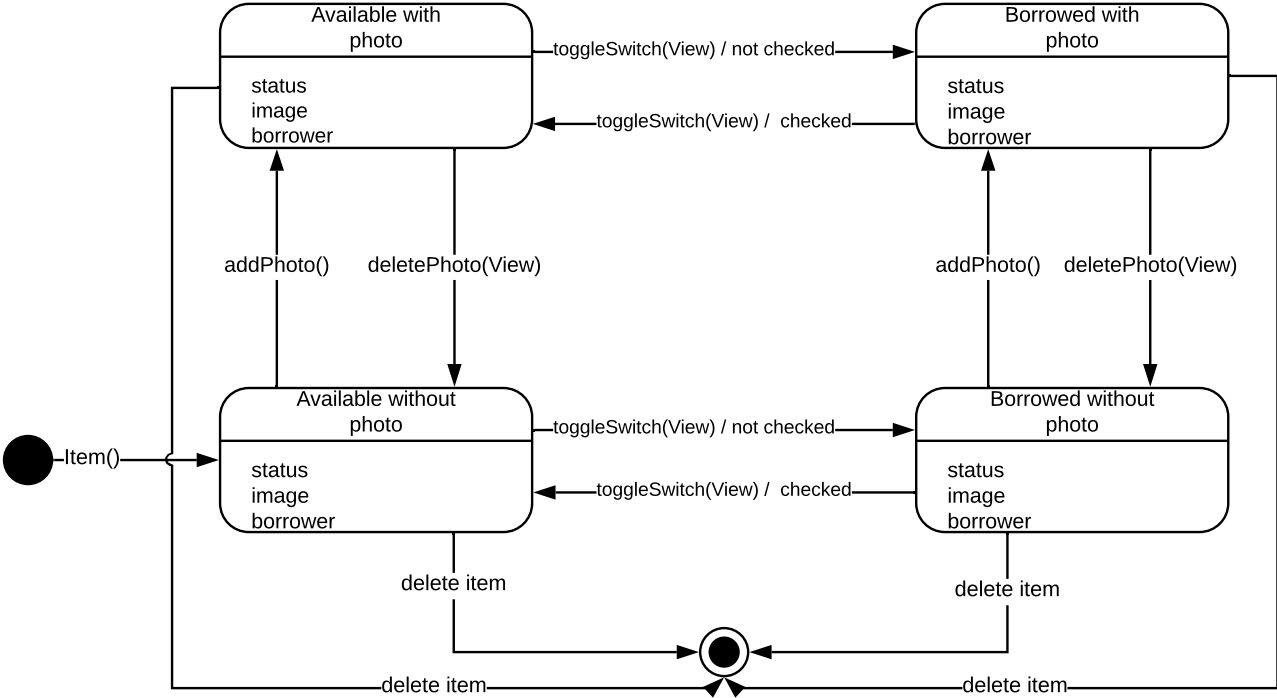 Available with
photo
status
image
borrower
toggleSwitch(View) / not checked
toggleSwitch(View) /  checked
Borrowed with
photo
status
image
borrower
addPhoto()
deletePhoto(View)
addPhoto()
deletePhoto(View)
Item()
Available without
photo
status
image
borrower
toggleSwitch(View) / not checked
toggleSwitch(View) /  checked
Borrowed without
photo
status
image
borrower
delete item
delete item
delete item
delete item